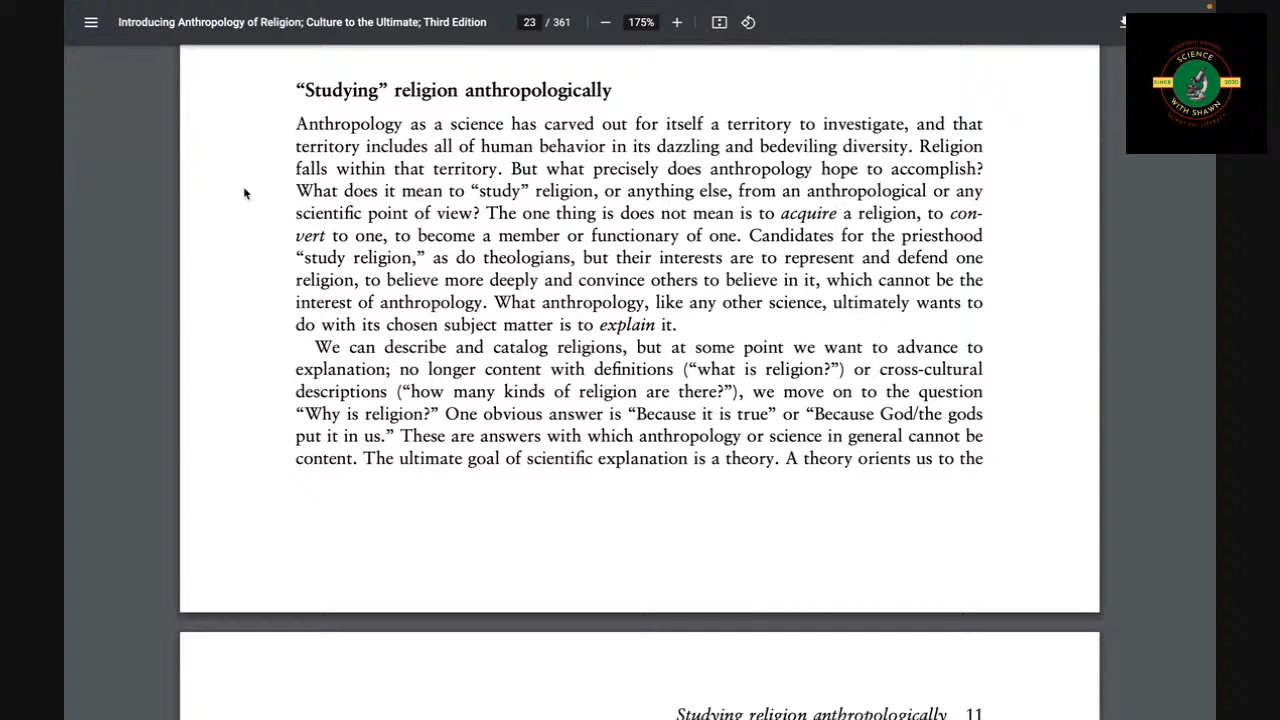 Introducing Anthropology of Religion; Culture to the Ultimate; Third Edition
23 / 361
175%
SCIENTIFIC LITERACY
SCIENCE
SINCE
2020
WITH SHAWN
“Studying” religion anthropologically
Anthropology as a science has carved out for itself a territory to investigate, and that
territory includes all of human behavior in its dazzling and bedeviling diversity. Religion
falls within that territory. But what precisely does anthropology hope to accomplish?
What does it mean to “study” religion, or anything else, from an anthropological or any
scientific point of view? The one thing is does not mean is to acquire a religion, to con-
vert to one, to become a member or functionary of one. Candidates for the priesthood
“study religion,” as do theologians, but their interests are to represent and defend one
religion, to believe more deeply and convince others to believe in it, which cannot be the
interest of anthropology. What anthropology, like any other science, ultimately wants to
do with its chosen subject matter is to explain it.
We can describe and catalog religions, but at some point we want to advance to
explanation; no longer content with definitions (“what is religion?”) or cross-cultural
descriptions (“how many kinds of religion are there?”), we move on to the question
“Why is religion?” One obvious answer is “Because it is true” or “Because God/the gods
put it in us.” These are answers with which anthropology or science in general cannot be
content. The ultimate goal of scientific explanation is a theory. A theory orients us to the
Studying religion anthropologically 11